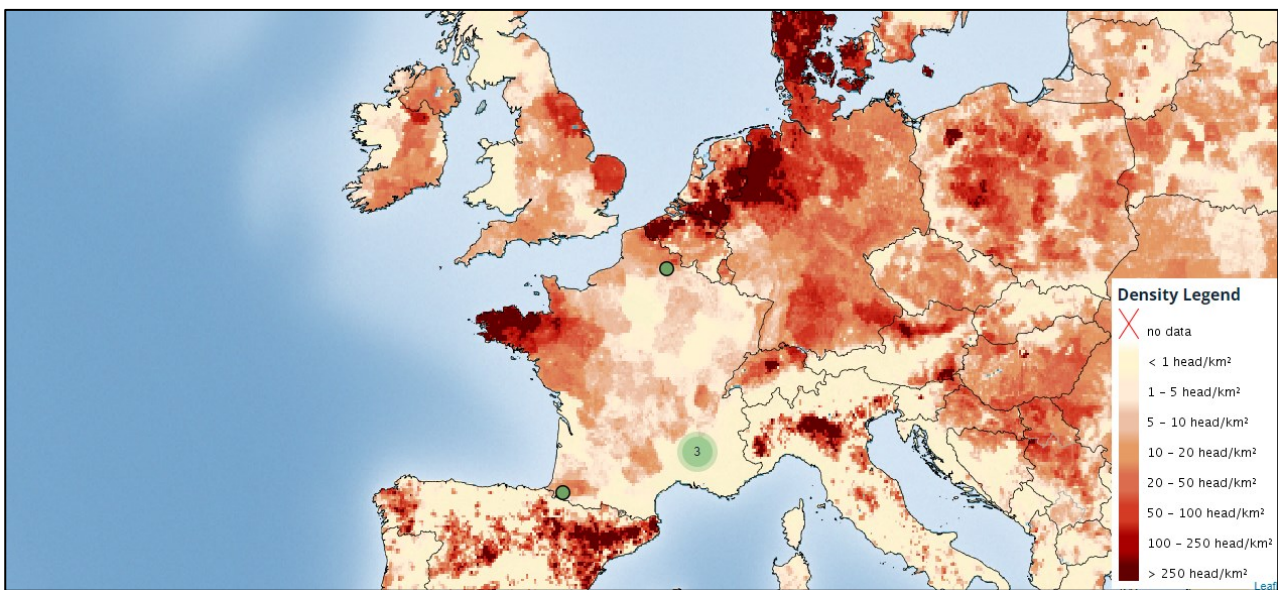 3
Density Legend
no data
< 1 head/km²
1 – 5 head/km²
5 – 10 head/km²
10 – 20 head/km²
20 – 50 head/km²
50 – 100 head/km²
100 – 250 head/km²
> 250 head/km²
Leafl